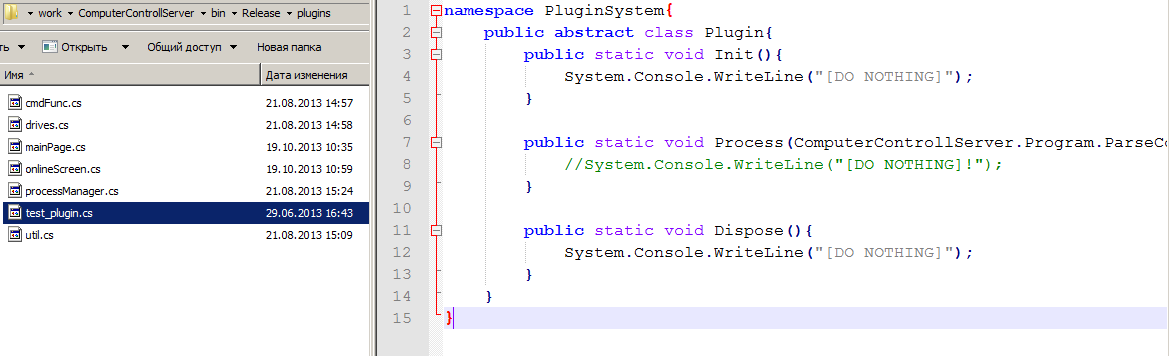 ▸ work ▸ ComputerControllServer ▸ bin ▸ Release ▸ plugins
ть ▾ Открыть ▾ Общий доступ ▾ Новая папка
Имя Дата изменения
cmdFunc.cs 21.08.2013 14:57
drives.cs 21.08.2013 14:58
mainPage.cs 19.10.2013 10:35
onlineScreen.cs 19.10.2013 10:59
processManager.cs 21.08.2013 15:24
test_plugin.cs 29.06.2013 16:43
util.cs 21.08.2013 15:09
1 namespace PluginSystem{
2 public abstract class Plugin{
3 public static void Init(){
4 System.Console.WriteLine("[DO NOTHING]");
5 }
6
7 public static void Process(ComputerControllServer.Program.ParseCo
8 //System.Console.WriteLine("[DO NOTHING]!");
9 }
10
11 public static void Dispose(){
12 System.Console.WriteLine("[DO NOTHING]");
13 }
14 }
15 }